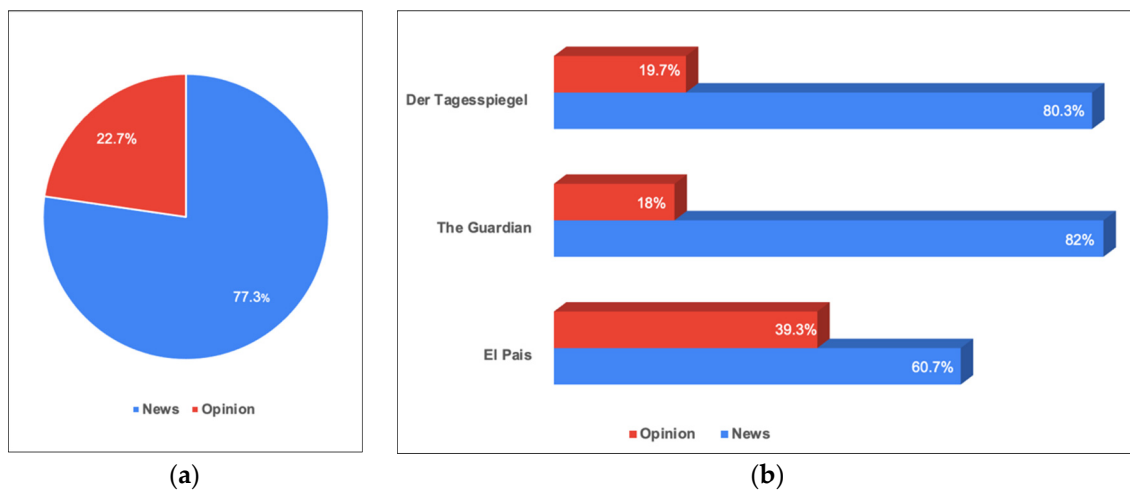 22.7%
77.3%
News Opinion
(a)
Der Tagesspiegel
19.7%
80.3%
The Guardian
18%
82%
El Pais
39.3%
60.7%
Opinion News
(b)